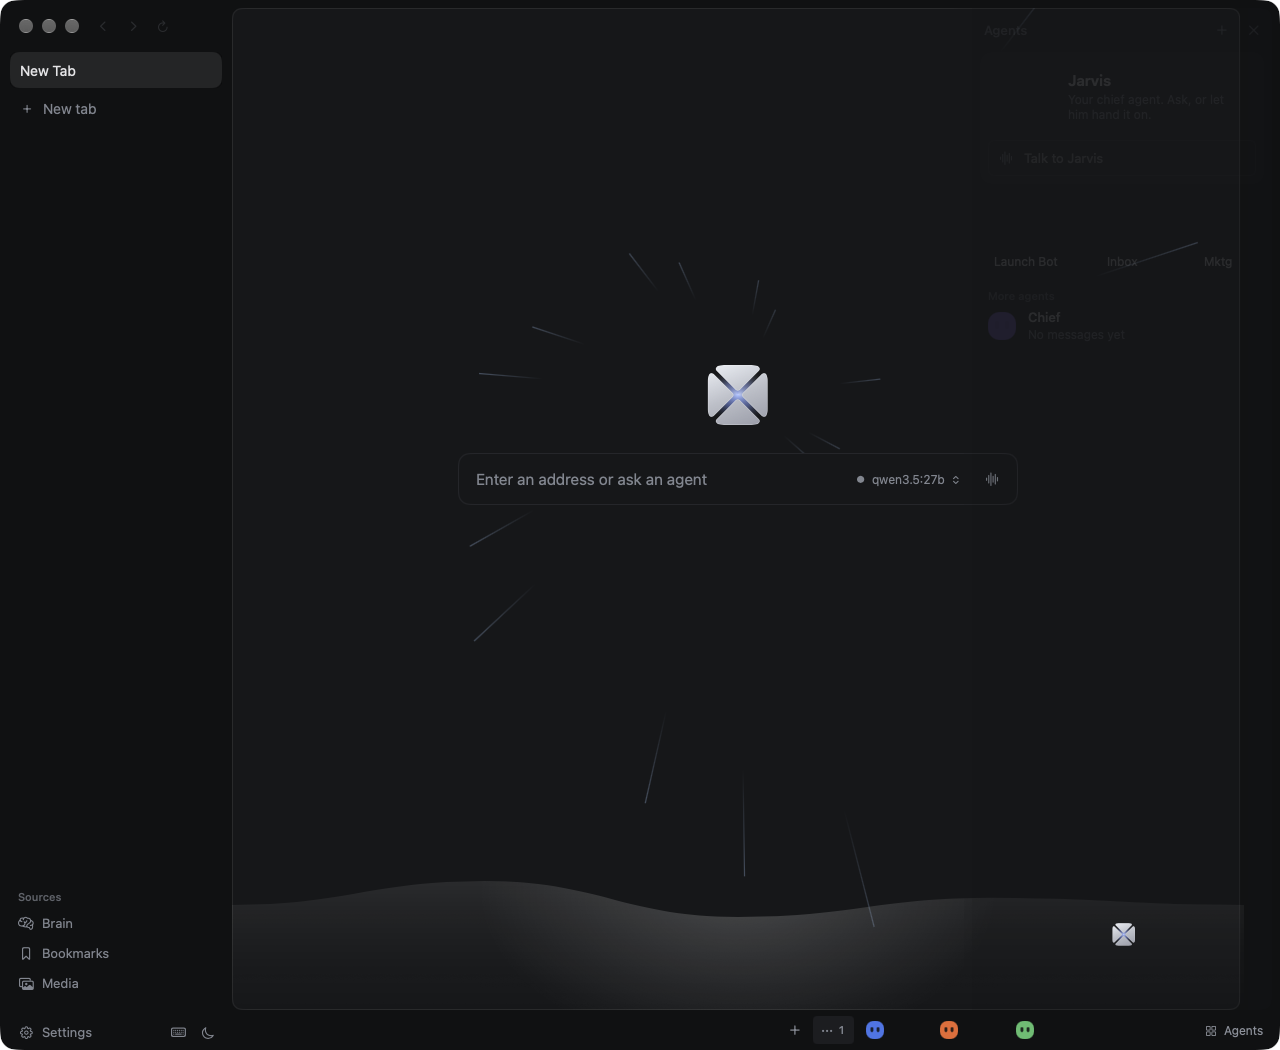 New Tab
New tab
Agents
Jarvis
Your chief agent. Ask, or let
him hand it on.
Talk to Jarvis
Launch Bot
Inbox
Mktg
More agents
Chief
No messages yet
Enter an address or ask an agent
qwen3.5:27b
Sources
Brain
Bookmarks
Media
Settings
1
Agents